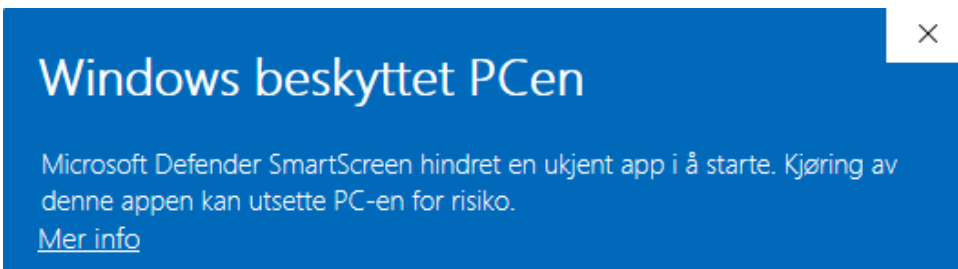 Windows beskyttet PCen
Microsoft Defender SmartScreen hindret en ukjent app i å starte. Kjøring av
denne appen kan utsette PC-en for risiko.
Mer info